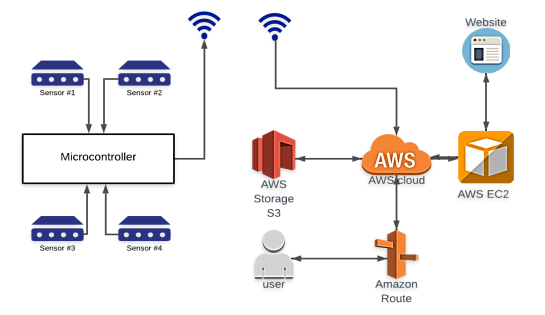 Website
Sensor #1
Sensor #2
Microcontroller
AWS
AWS cloud
AWS
Storage
S3
AWS EC2
Sensor #3
Sensor #4
user
Amazon
Route